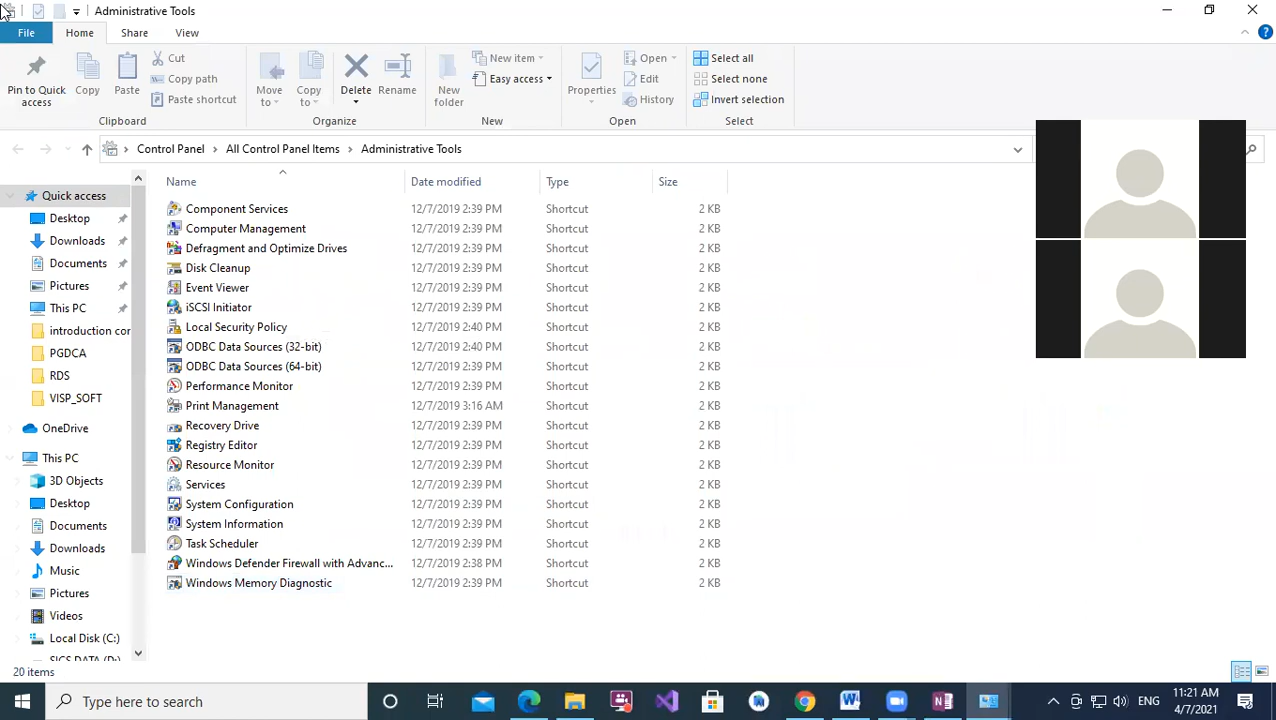 Administrative Tools
File Home Share View
Pin to Quick access
Copy
Paste
Cut
Copy path
Paste shortcut
Clipboard
Move to
Copy to
Delete
Rename
Organize
New folder
New item
Easy access
New
Properties
Open
Edit
History
Open
Select all
Select none
Invert selection
Select
Control Panel > All Control Panel Items > Administrative Tools
Quick access
Desktop
Downloads
Documents
Pictures
This PC
introduction cor
PGDCA
RDS
VISP_SOFT
OneDrive
This PC
3D Objects
Desktop
Documents
Downloads
Music
Pictures
Videos
Local Disk (C:)
SICS DATA (D:)
Name Date modified Type Size
Component Services 12/7/2019 2:39 PM Shortcut 2 KB
Computer Management 12/7/2019 2:39 PM Shortcut 2 KB
Defragment and Optimize Drives 12/7/2019 2:39 PM Shortcut 2 KB
Disk Cleanup 12/7/2019 2:39 PM Shortcut 2 KB
Event Viewer 12/7/2019 2:39 PM Shortcut 2 KB
iSCSI Initiator 12/7/2019 2:39 PM Shortcut 2 KB
Local Security Policy 12/7/2019 2:40 PM Shortcut 2 KB
ODBC Data Sources (32-bit) 12/7/2019 2:40 PM Shortcut 2 KB
ODBC Data Sources (64-bit) 12/7/2019 2:39 PM Shortcut 2 KB
Performance Monitor 12/7/2019 2:39 PM Shortcut 2 KB
Print Management 12/7/2019 3:16 AM Shortcut 2 KB
Recovery Drive 12/7/2019 2:39 PM Shortcut 2 KB
Registry Editor 12/7/2019 2:39 PM Shortcut 2 KB
Resource Monitor 12/7/2019 2:39 PM Shortcut 2 KB
Services 12/7/2019 2:39 PM Shortcut 2 KB
System Configuration 12/7/2019 2:39 PM Shortcut 2 KB
System Information 12/7/2019 2:39 PM Shortcut 2 KB
Task Scheduler 12/7/2019 2:39 PM Shortcut 2 KB
Windows Defender Firewall with Advanc... 12/7/2019 2:38 PM Shortcut 2 KB
Windows Memory Diagnostic 12/7/2019 2:39 PM Shortcut 2 KB
20 items
Type here to search
ENG
11:21 AM
4/7/2021